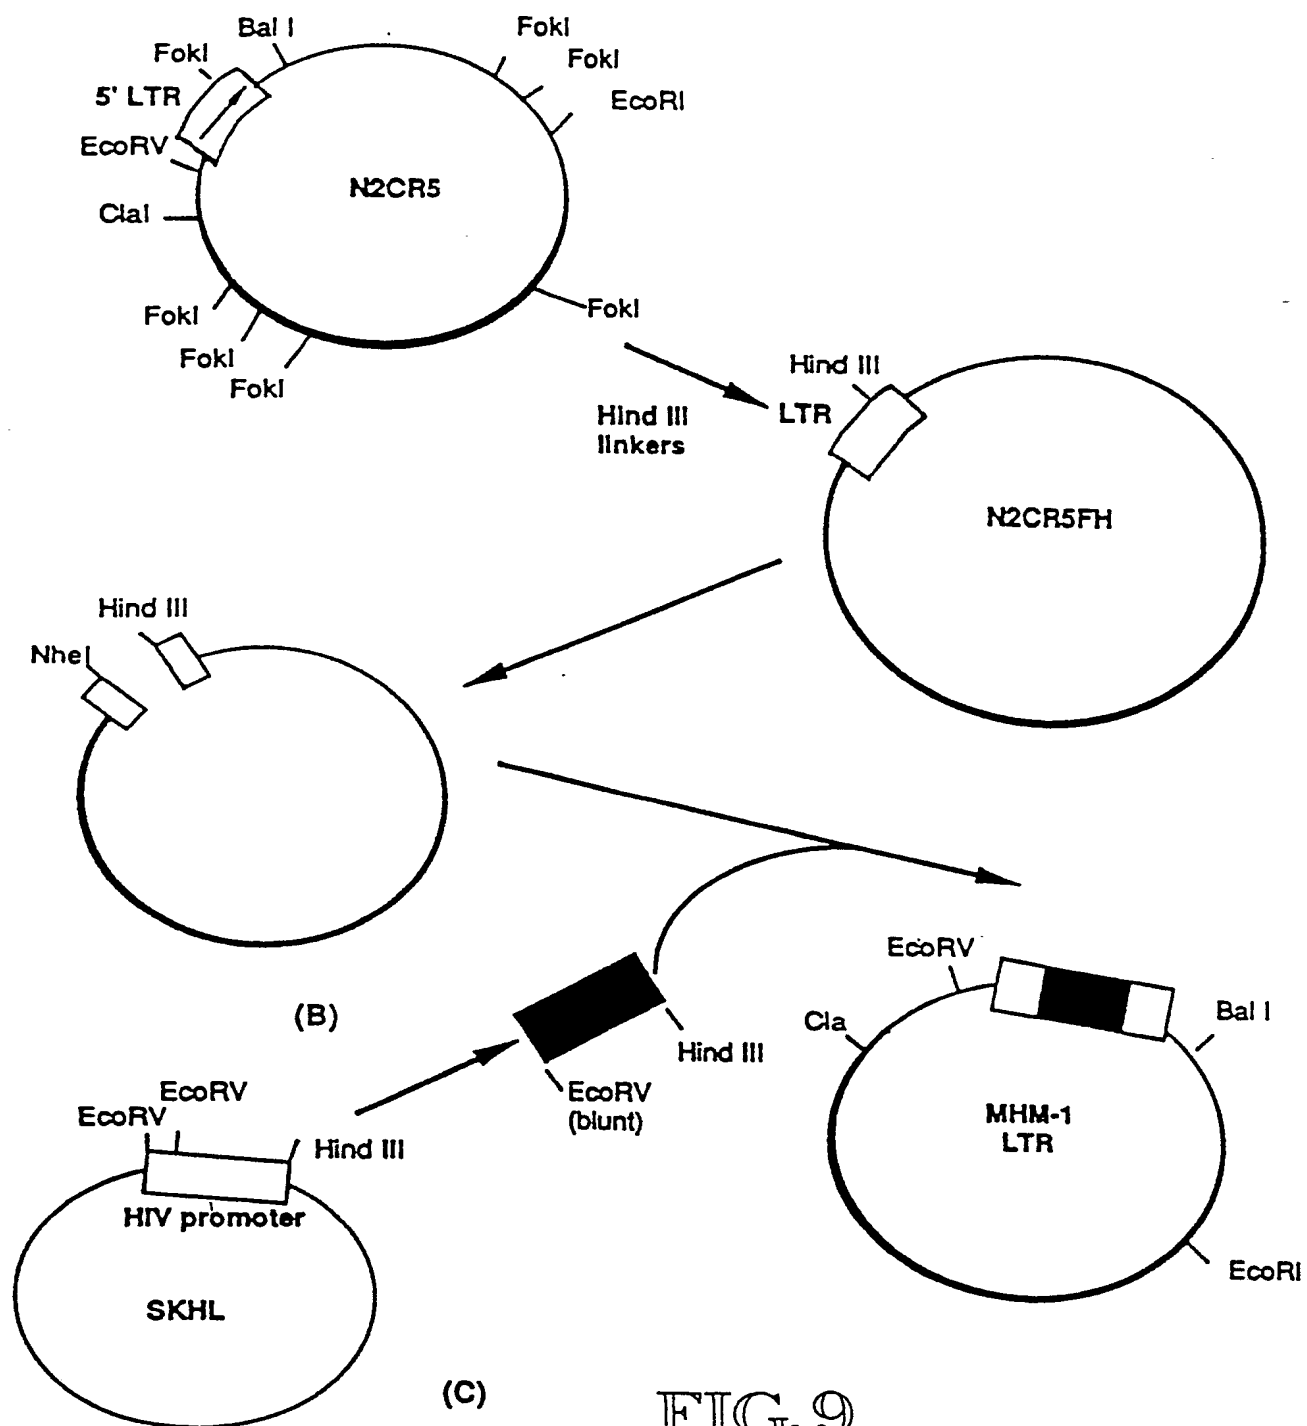 Bal I
FokI
FokI
FokI
5' LTR
EcoRI
EcoRV
N2CR5
ClaI
FokI
FokI
FokI
FokI
Hind III
linkers
Hind III
LTR
N2CR5FH
Hind III
NheI
(B)
EcoRV
Bal I
Cla
Hind III
EcoRV
(blunt)
MHM-1
LTR
EcoRI
EcoRV
EcoRV
Hind III
HIV promoter
SKHL
(C)
FIG.9